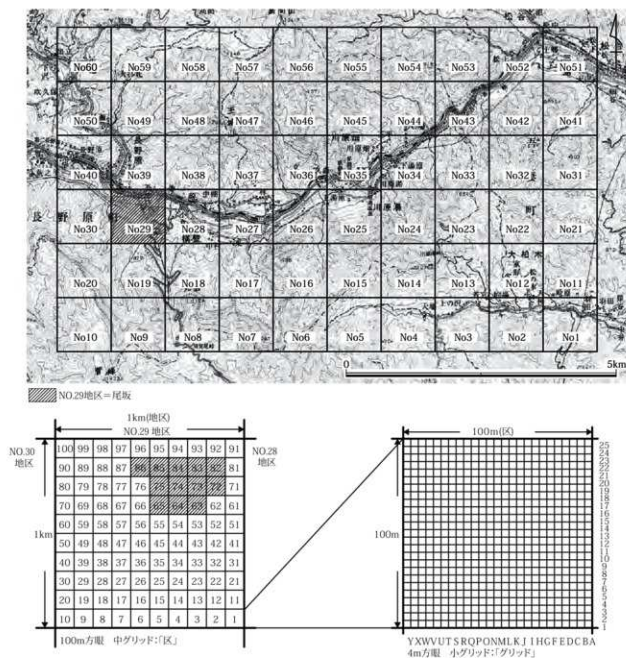 No60 No59 No58 No57 No56 No55 No54 No53 No52 No51
No50 No49 No48 No47 No46 No45 No44 No43 No42 No41
No40 No39 No38 No37 No36 No35 No34 No33 No32 No31
長野原町
No30 No29 No28 No27 No26 No25 No24 No23 No22 No21
No20 No19 No18 No17 No16 No15 No14 No13 No12 No11
No10 No9 No8 No7 No6 No5 No4 No3 No2 No1
0 5km
NO.29地区=尾坂
1km(地区)
NO.29 地区
NO.30
地区
NO.28
地区
1km
100 99 98 97 96 95 94 93 92 91
90 89 88 87 86 85 84 83 82 81
80 79 78 77 76 75 74 73 72 71
70 69 68 67 66 65 64 63 62 61
60 59 58 57 56 55 54 53 52 51
50 49 48 47 46 45 44 43 42 41
40 39 38 37 36 35 34 33 32 31
30 29 28 27 26 25 24 23 22 21
20 19 18 17 16 15 14 13 12 11
10 9 8 7 6 5 4 3 2 1
100m方眼 中グリッド:「区」
100m(区)
100m
25
24
23
22
21
20
19
18
17
16
15
14
13
12
11
10
9
8
7
6
5
4
3
2
1
YXWVUTSRQPONMLKJIHGFEDCBA
4m方眼 小グリッド:「グリッド」